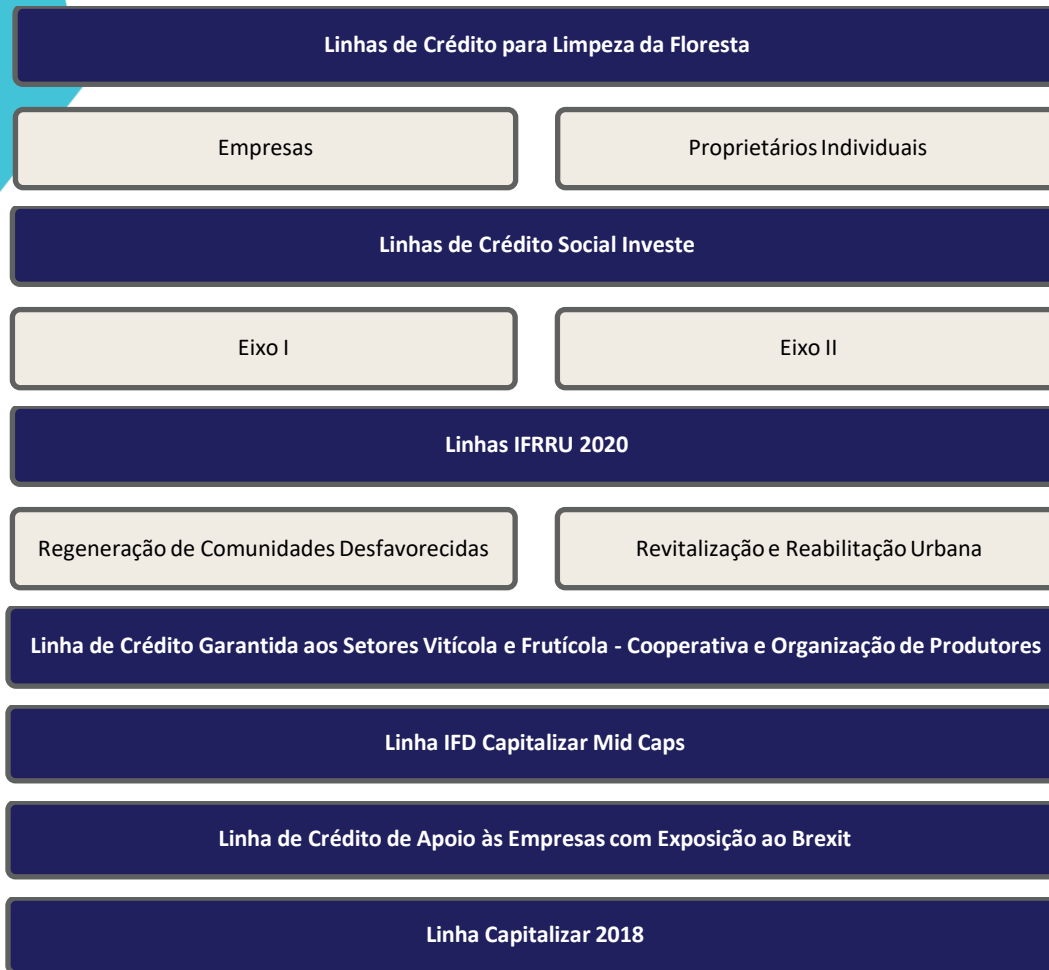 Linhas de Crédito para Limpeza da Floresta
Empresas
Proprietários Individuais
Linhas de Crédito Social Investe
Eixo I
Eixo II
Linhas IFRRU 2020
Regeneração de Comunidades Desfavorecidas
Revitalização e Reabilitação Urbana
Linha de Crédito Garantida aos Setores Vitícola e Frutícola - Cooperativa e Organização de Produtores
Linha IFD Capitalizar Mid Caps
Linha de Crédito de Apoio às Empresas com Exposição ao Brexit
Linha Capitalizar 2018